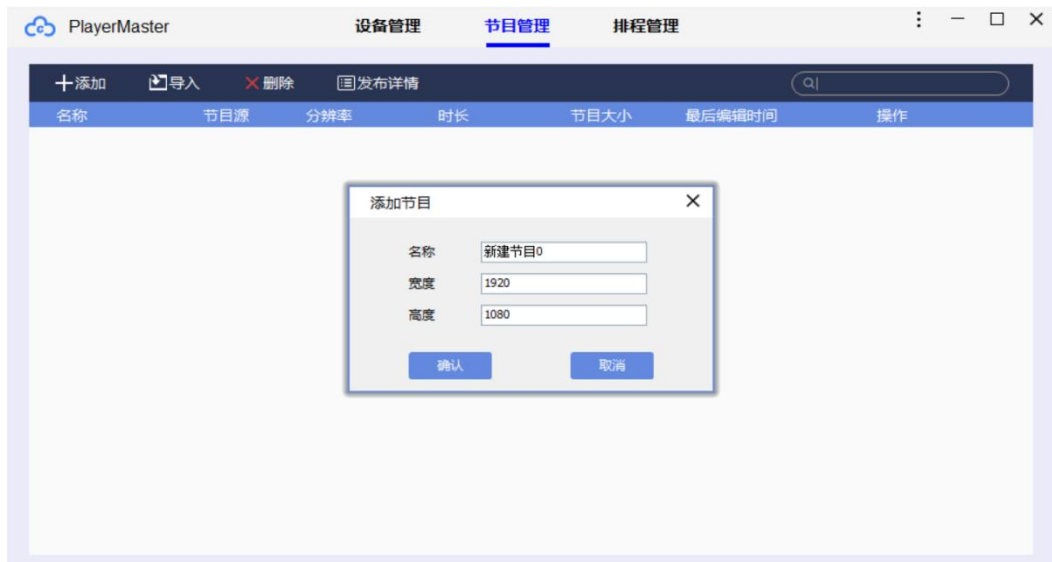 PlayerMaster 设备管理 节目管理 排程管理
添加 导入 删除 发布详情
名称 节目源 分辨率 时长 节目大小 最后编辑时间 操作
添加节目
名称 新建节目0
宽度 1920
高度 1080
确认 取消